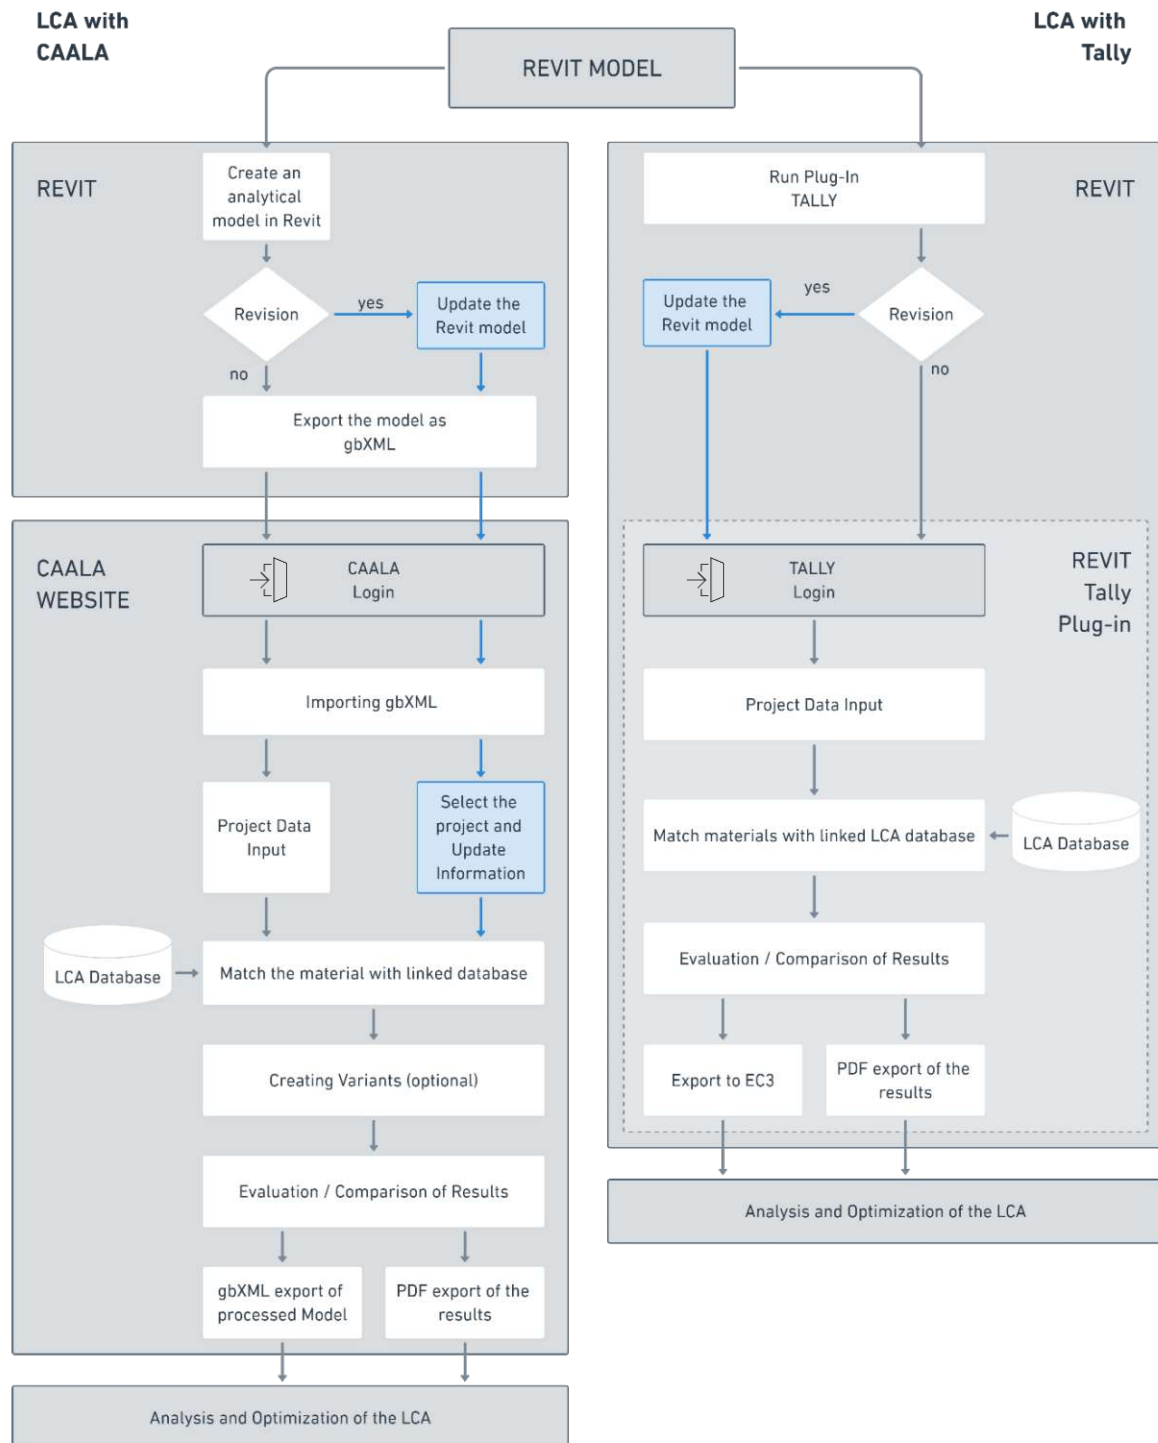 LCA with
CAALA
LCA with
Tally
REVIT MODEL
REVIT
Create an
analytical
model in Revit
Revision
yes
Update the
Revit model
no
Export the model as
gbXML
CAALA
WEBSITE
CAALA
Login
Importing gbXML
Project Data
Input
Select the
project and
Update
Information
LCA Database
Match the material with linked database
Creating Variants (optional)
Evaluation / Comparison of Results
gbXML export of
processed Model
PDF export of the
results
Analysis and Optimization of the LCA
Run Plug-In
TALLY
REVIT
Update the
Revit model
yes
Revision
no
TALLY
Login
REVIT
Tally
Plug-in
Project Data Input
Match materials with linked LCA database
LCA Database
Evaluation / Comparison of Results
Export to EC3
PDF export of the
results
Analysis and Optimization of the LCA